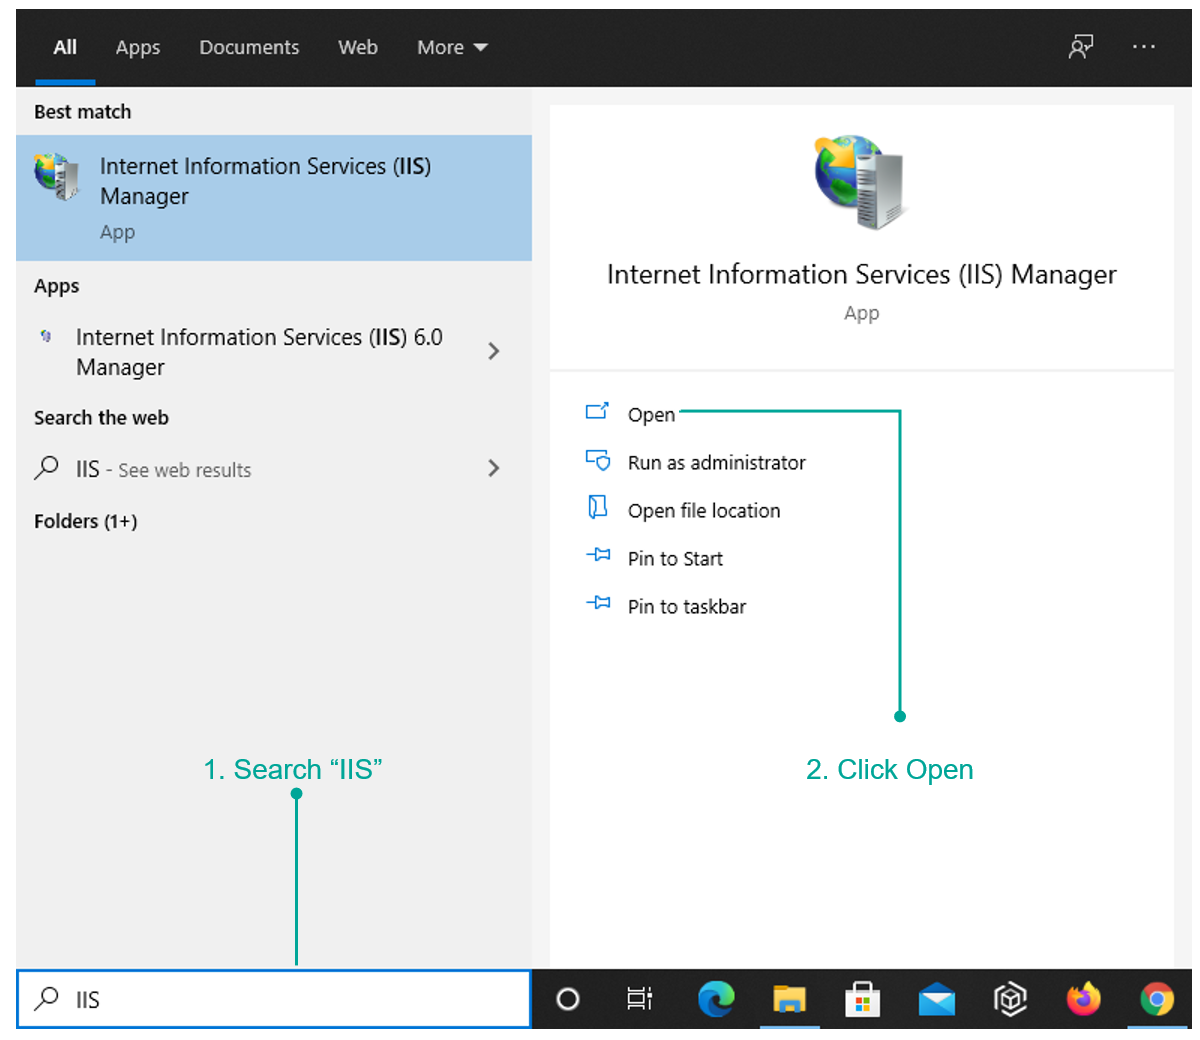 All Apps Documents Web More
Best match
Internet Information Services (IIS)
Manager
App
Apps
Internet Information Services (IIS) 6.0
Manager
Search the web
IIS - See web results
Folders (1+)
Internet Information Services (IIS) Manager
App
Open
Run as administrator
Open file location
Pin to Start
Pin to taskbar
1. Search “IIS”
2. Click Open
IIS